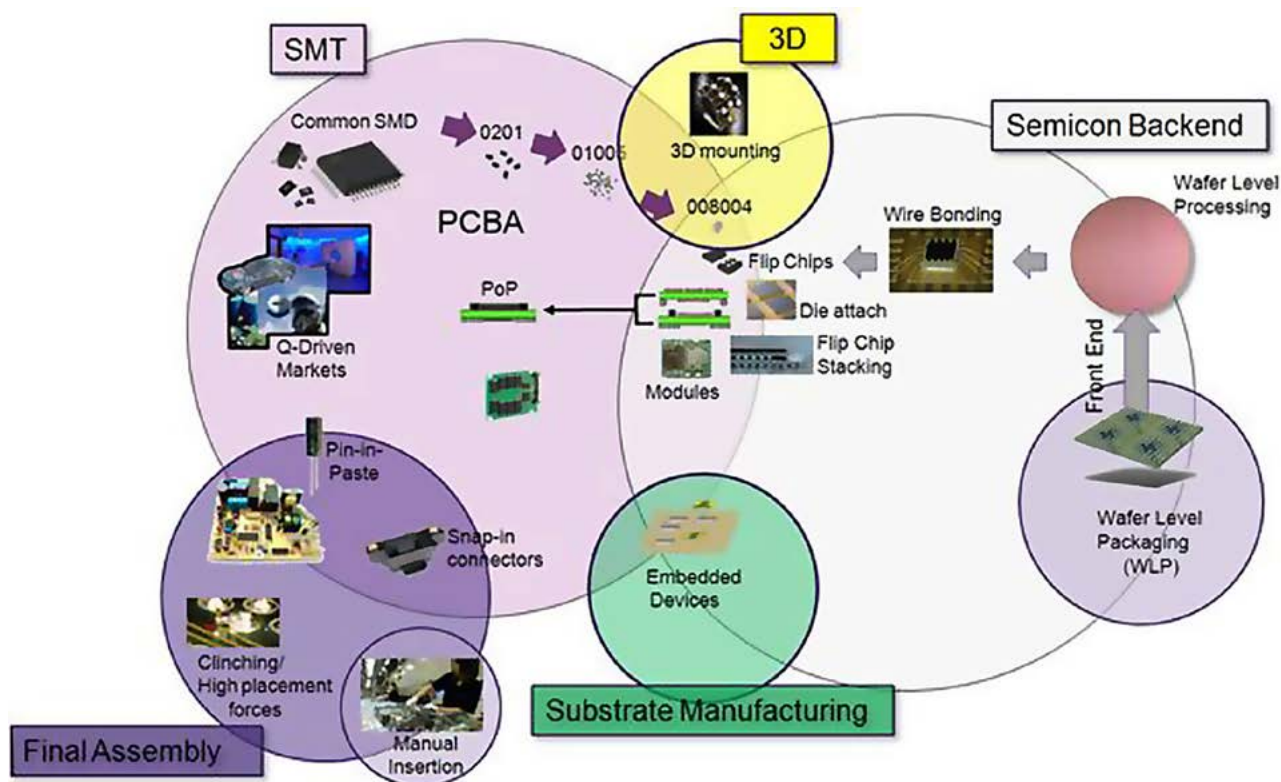 SMT
3D
Semicon Backend
Common SMD
0201
01005
3D mounting
008004
PCBA
Wafer Level
Processing
Wire Bonding
Flip Chips
PoP
Die attach
Q-Driven
Markets
Modules
Flip Chip
Stacking
Front End
Pin-in-
Paste
Snap-in
connectors
Embedded
Devices
Wafer Level
Packaging
(WLP)
Clinching/
High placement
forces
Manual
Insertion
Substrate Manufacturing
Final Assembly